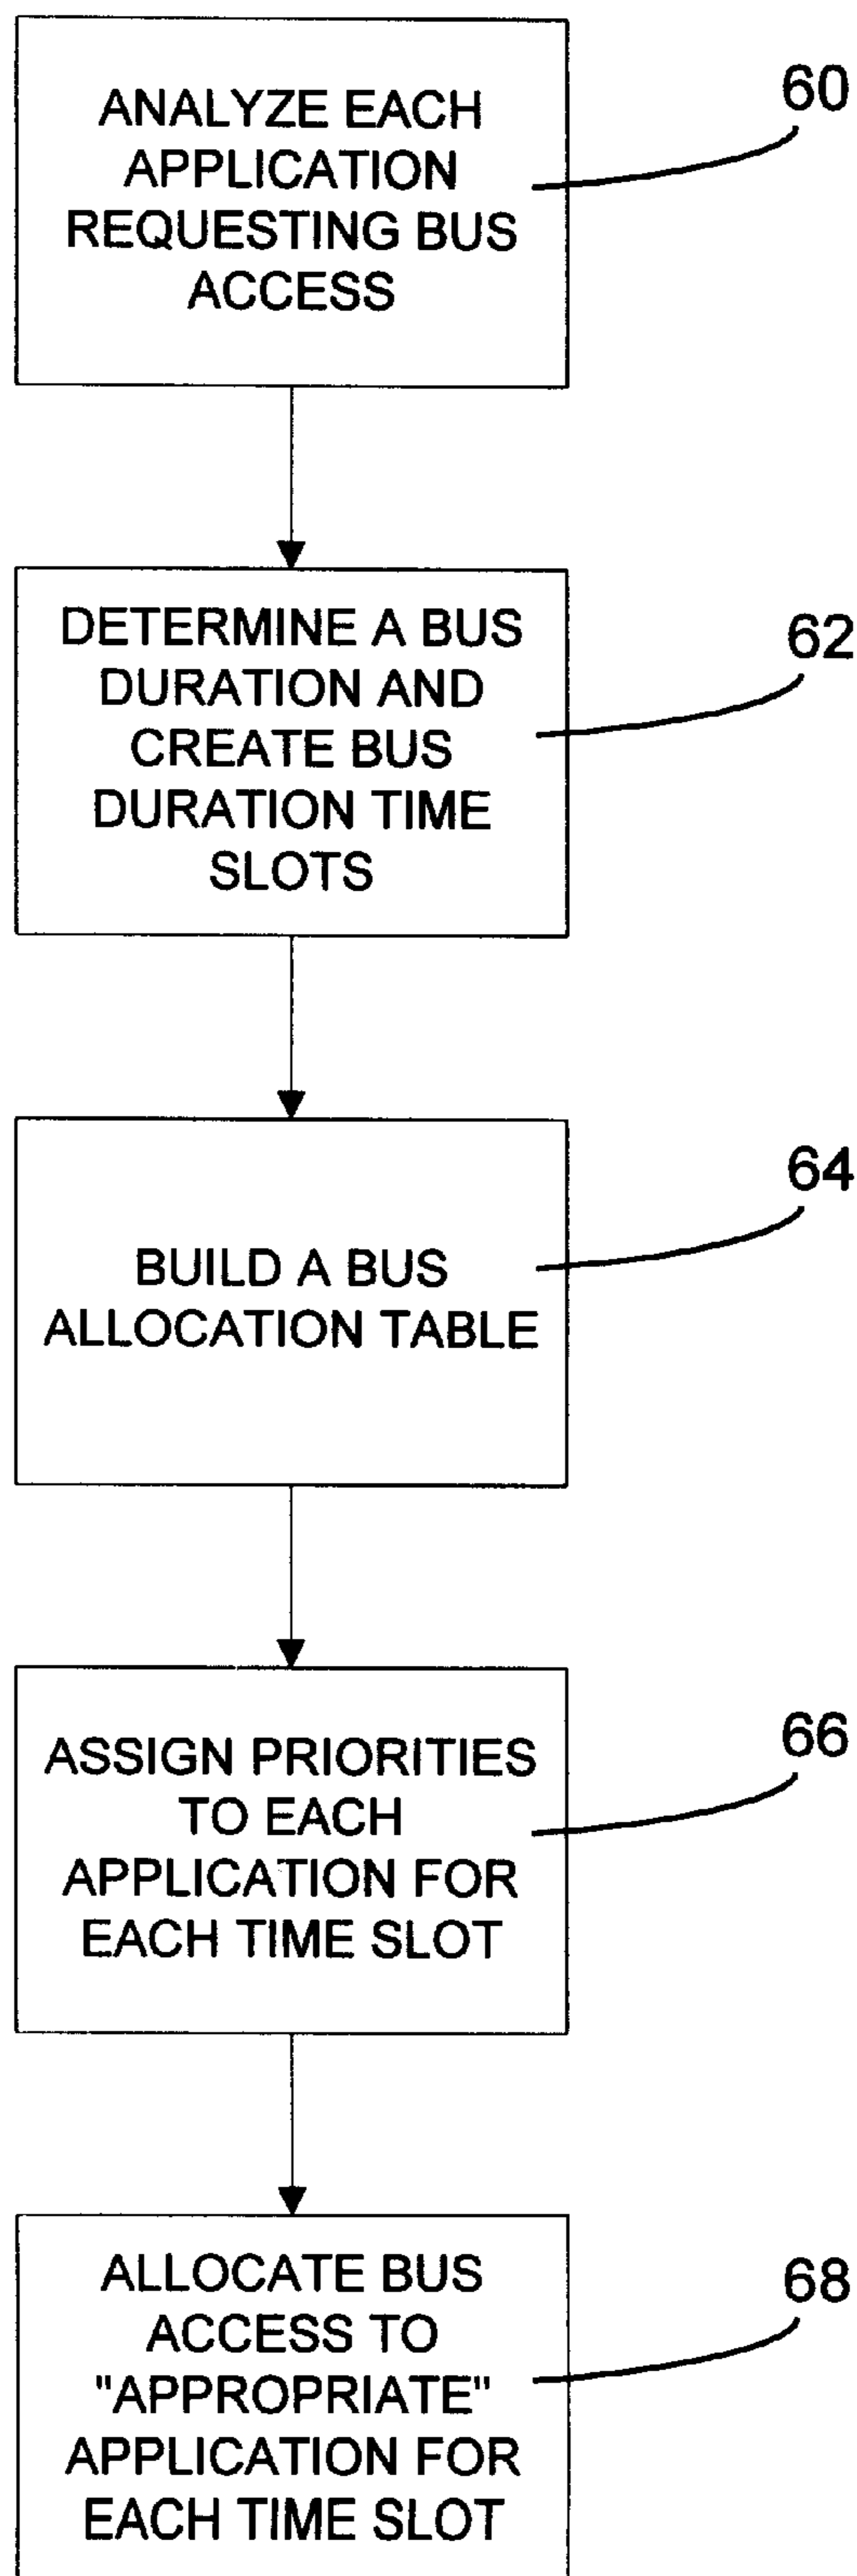 ANALYZE EACH
APPLICATION
REQUESTING BUS
ACCESS
60
DETERMINE A BUS
DURATION AND
CREATE BUS
DURATION TIME
SLOTS
62
BUILD A BUS
ALLOCATION TABLE
64
ASSIGN PRIORITIES
TO EACH
APPLICATION FOR
EACH TIME SLOT
66
ALLOCATE BUS
ACCESS TO
"APPROPRIATE"
APPLICATION FOR
EACH TIME SLOT
68